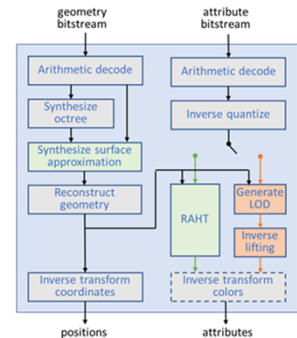 geometry
bitstream
attribute
bitstream
Arithmetic decode
Arithmetic decode
Synthesize
octree
Inverse quantize
Synthesize surface
approximation
Reconstruct
geometry
RAHT
Generate
LOD
Inverse
lifting
Inverse transform
coordinates
Inverse transform
colors
positions
attributes